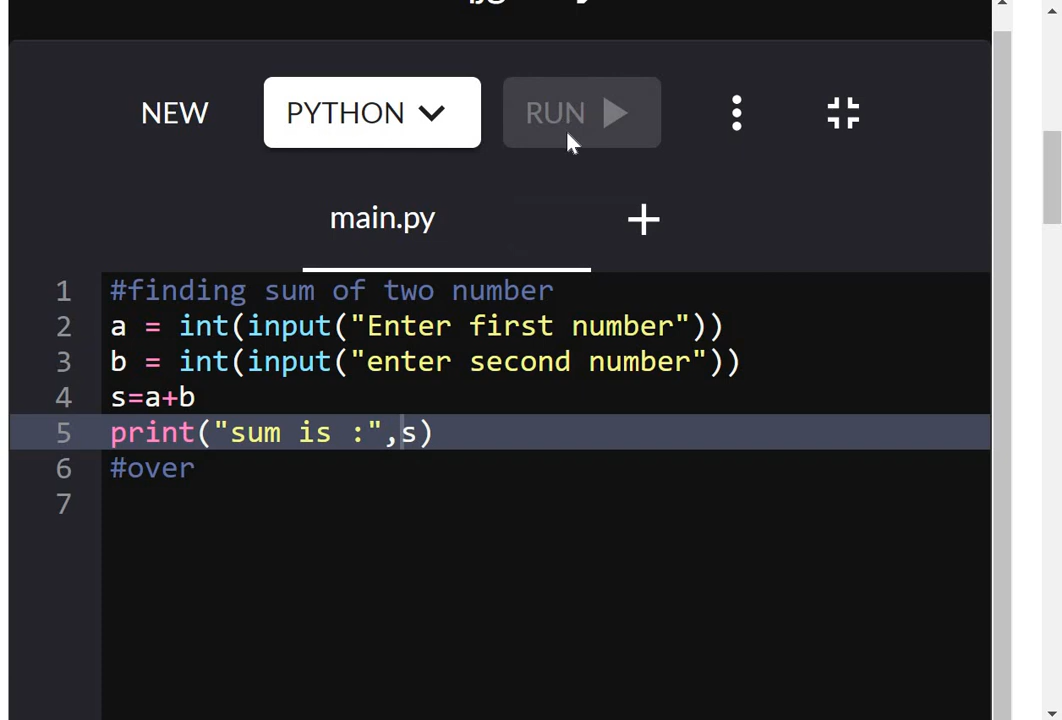 NEW PYTHON RUN
main.py +
1 #finding sum of two number
2 a = int(input("Enter first number"))
3 b = int(input("enter second number"))
4 s=a+b
5 print("sum is :",s)
6 #over
7